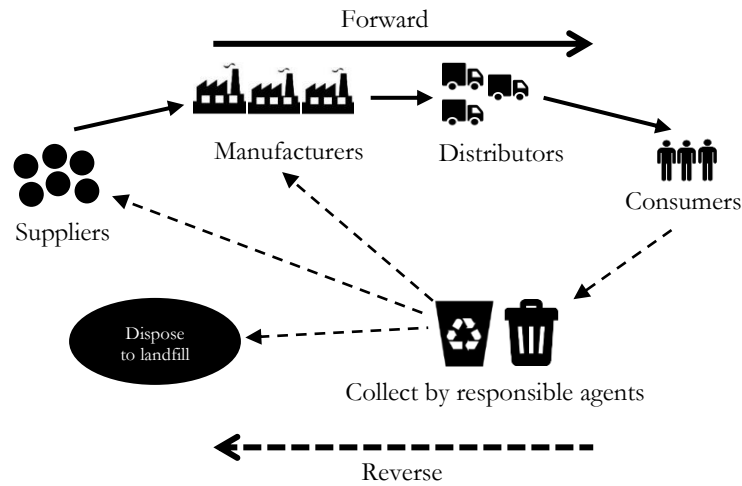 Forward
Manufacturers
Distributors
Suppliers
Consumers
Dispose
to landfill
Collect by responsible agents
Reverse